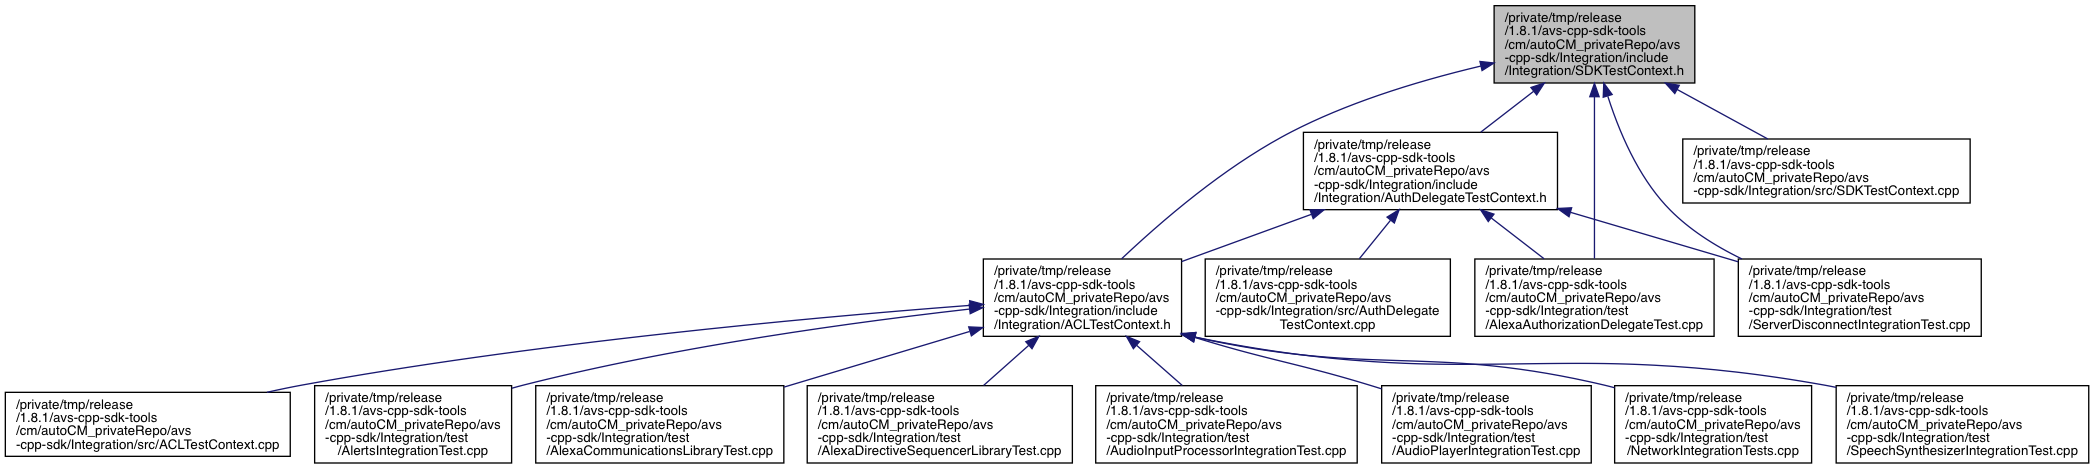 /private/tmp/release
/1.8.1/avs-cpp-sdk-tools
/cm/autoCM_privateRepo/avs
-cpp-sdk/Integration/include
/Integration/SDKTestContext.h
/private/tmp/release
/1.8.1/avs-cpp-sdk-tools
/cm/autoCM_privateRepo/avs
-cpp-sdk/Integration/include
/Integration/AuthDelegateTestContext.h
/private/tmp/release
/1.8.1/avs-cpp-sdk-tools
/cm/autoCM_privateRepo/avs
-cpp-sdk/Integration/src/SDKTestContext.cpp
/private/tmp/release
/1.8.1/avs-cpp-sdk-tools
/cm/autoCM_privateRepo/avs
-cpp-sdk/Integration/include
/Integration/ACLTestContext.h
/private/tmp/release
/1.8.1/avs-cpp-sdk-tools
/cm/autoCM_privateRepo/avs
-cpp-sdk/Integration/src/AuthDelegate
TestContext.cpp
/private/tmp/release
/1.8.1/avs-cpp-sdk-tools
/cm/autoCM_privateRepo/avs
-cpp-sdk/Integration/test
/AlexaAuthorizationDelegateTest.cpp
/private/tmp/release
/1.8.1/avs-cpp-sdk-tools
/cm/autoCM_privateRepo/avs
-cpp-sdk/Integration/test
/ServerDisconnectIntegrationTest.cpp
/private/tmp/release
/1.8.1/avs-cpp-sdk-tools
/cm/autoCM_privateRepo/avs
-cpp-sdk/Integration/src/ACLTestContext.cpp
/private/tmp/release
/1.8.1/avs-cpp-sdk-tools
/cm/autoCM_privateRepo/avs
-cpp-sdk/Integration/test
/AlertsIntegrationTest.cpp
/private/tmp/release
/1.8.1/avs-cpp-sdk-tools
/cm/autoCM_privateRepo/avs
-cpp-sdk/Integration/test
/AlexaCommunicationsLibraryTest.cpp
/private/tmp/release
/1.8.1/avs-cpp-sdk-tools
/cm/autoCM_privateRepo/avs
-cpp-sdk/Integration/test
/AlexaDirectiveSequencerLibraryTest.cpp
/private/tmp/release
/1.8.1/avs-cpp-sdk-tools
/cm/autoCM_privateRepo/avs
-cpp-sdk/Integration/test
/AudioInputProcessorIntegrationTest.cpp
/private/tmp/release
/1.8.1/avs-cpp-sdk-tools
/cm/autoCM_privateRepo/avs
-cpp-sdk/Integration/test
/AudioPlayerIntegrationTest.cpp
/private/tmp/release
/1.8.1/avs-cpp-sdk-tools
/cm/autoCM_privateRepo/avs
-cpp-sdk/Integration/test
/NetworkIntegrationTests.cpp
/private/tmp/release
/1.8.1/avs-cpp-sdk-tools
/cm/autoCM_privateRepo/avs
-cpp-sdk/Integration/test
/SpeechSynthesizerIntegrationTest.cpp